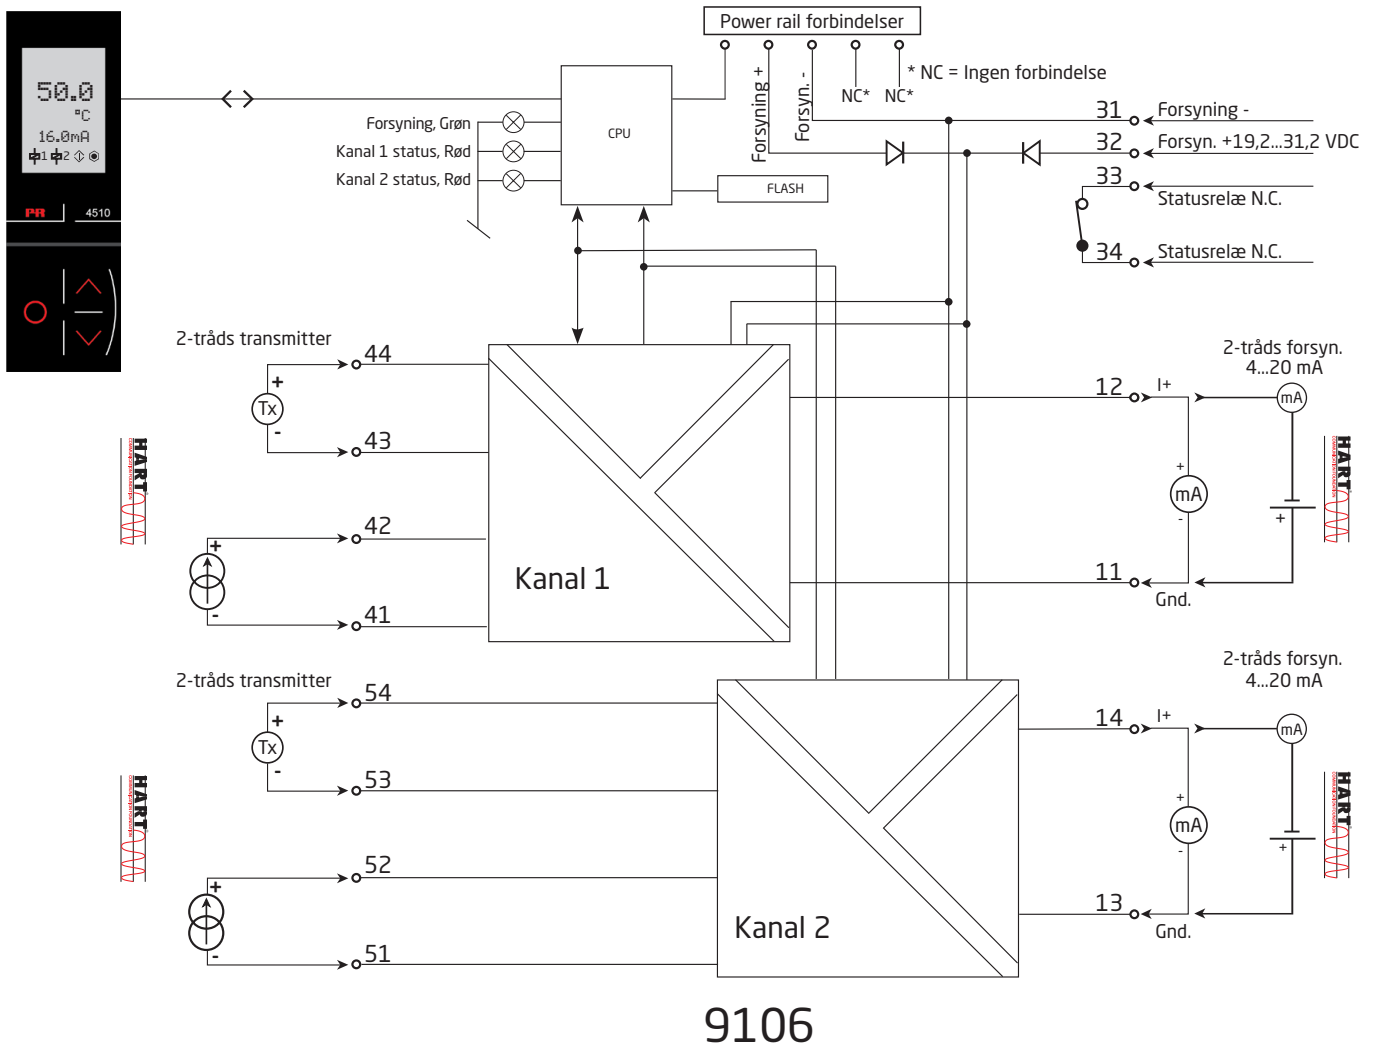 Power rail forbindelser
50.0
°C
16.0mA
1 2
PR 4510
CPU
FLASH
Forsyning, Grøn
Kanal 1 status, Rød
Kanal 2 status, Rød
Forsyning +
Forsyn. -
NC*
NC*
* NC = Ingen forbindelse
31 Forsyning -
32 Forsyn. +19,2...31,2 VDC
33
Statusrelæ N.C.
34 Statusrelæ N.C.
2-tråds transmitter
44
+
Tx
-
43
HART
42
+
-
41
Kanal 1
2-tråds forsyn.
4...20 mA
12 I+
mA
+
mA
-
+
11
Gnd.
HART
2-tråds transmitter
54
+
Tx
-
53
HART
52
+
-
51
Kanal 2
2-tråds forsyn.
4...20 mA
14 I+
mA
+
mA
-
+
13
Gnd.
HART
9106